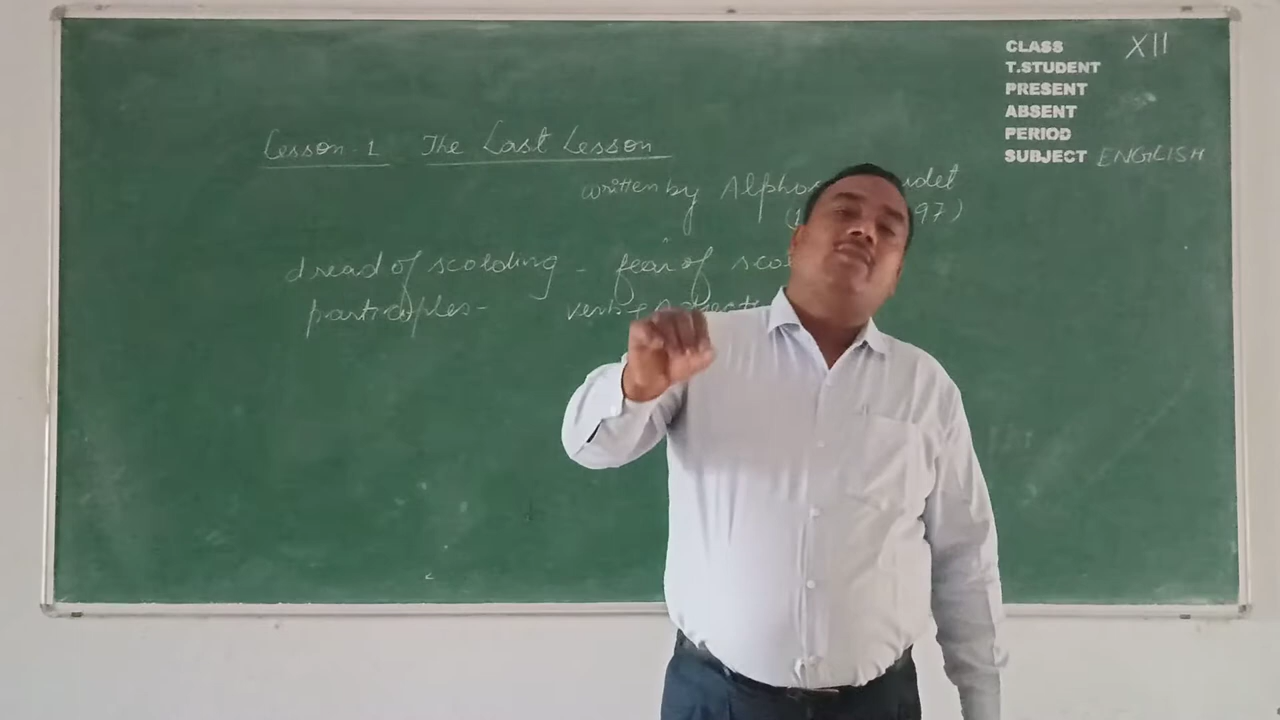 CLASS XII
T.STUDENT
PRESENT
ABSENT
PERIOD
SUBJECT ENGLISH
Lesson-1 The Last Lesson
written by
97)
dread of scolding - fear of
participles -